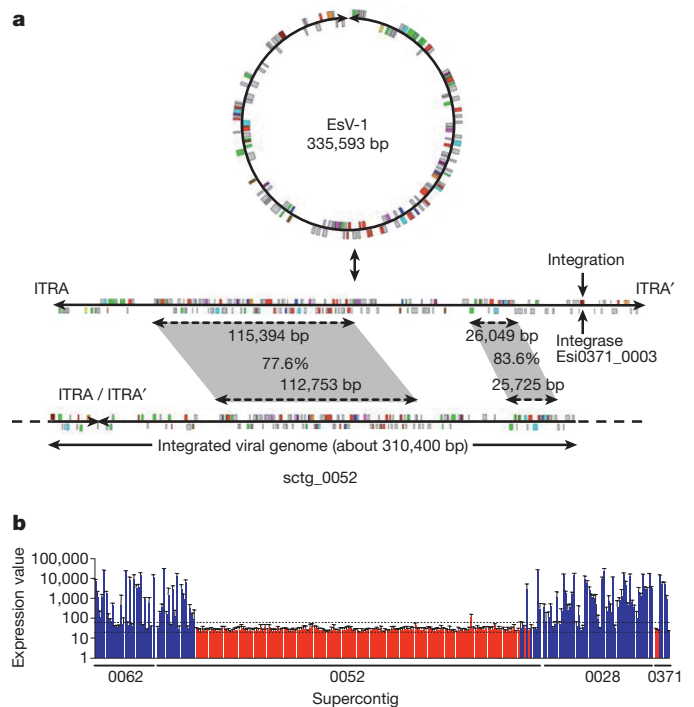 a
EsV-1
335,593 bp
Integration
ITRA
ITRA′
115,394 bp
26,049 bp
Integrase
Esi0371_0003
77.6%
83.6%
112,753 bp
25,725 bp
ITRA / ITRA′
Integrated viral genome (about 310,400 bp)
sctg_0052
b
Expression value
100,000
10,000
1,000
100
10
1
0062
0052
0028
0371
Supercontig